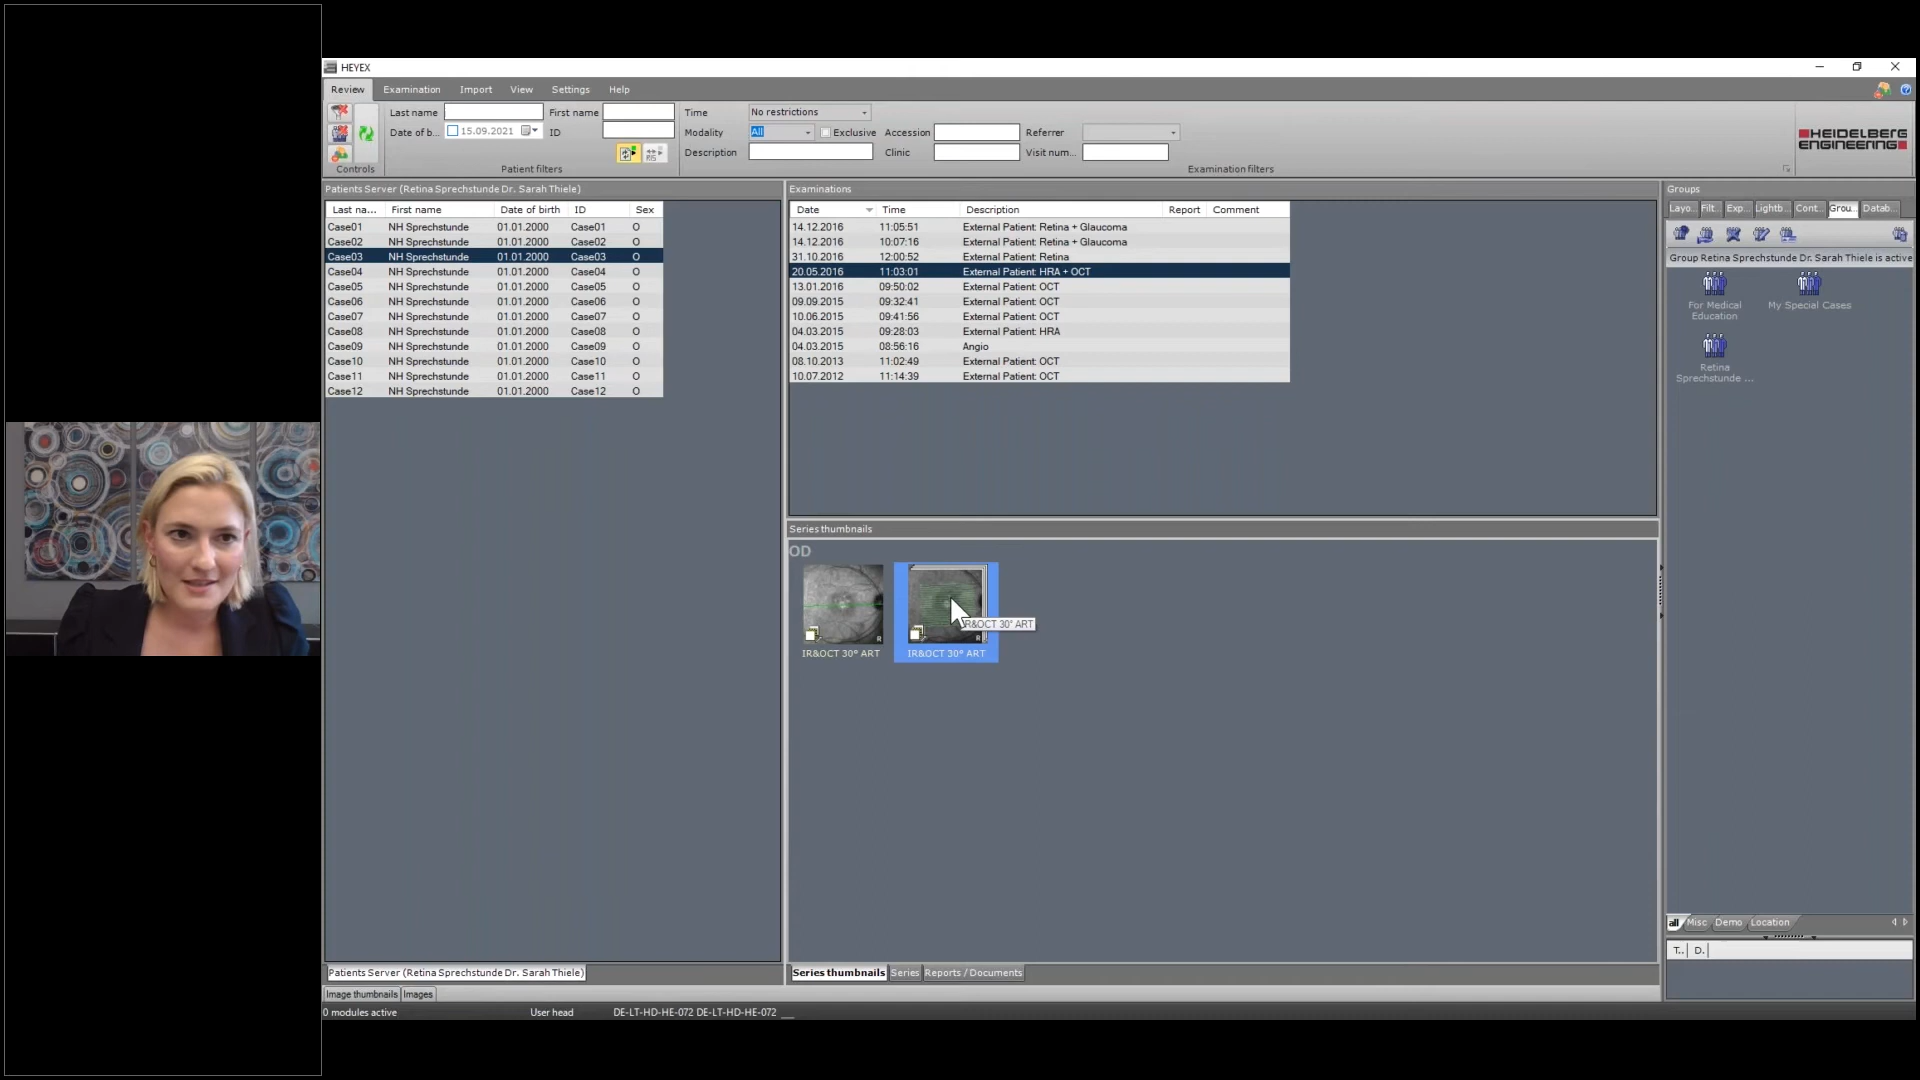 HEYEX
Review Examination Import View Settings Help
Last name First name Time No restrictions
Date of b... 15.09.2021 ID Modality All Exclusive Accession Referrer
Description Clinic Visit num...
Controls Patient filters Examination filters
HEIDELBERG
ENGINEERING
Patients Server (Retina Sprechstunde Dr. Sarah Thiele)
Last na... First name Date of birth ID Sex
Case01 NH Sprechstunde 01.01.2000 Case01 O
Case02 NH Sprechstunde 01.01.2000 Case02 O
Case03 NH Sprechstunde 01.01.2000 Case03 O
Case04 NH Sprechstunde 01.01.2000 Case04 O
Case05 NH Sprechstunde 01.01.2000 Case05 O
Case06 NH Sprechstunde 01.01.2000 Case06 O
Case07 NH Sprechstunde 01.01.2000 Case07 O
Case08 NH Sprechstunde 01.01.2000 Case08 O
Case09 NH Sprechstunde 01.01.2000 Case09 O
Case10 NH Sprechstunde 01.01.2000 Case10 O
Case11 NH Sprechstunde 01.01.2000 Case11 O
Case12 NH Sprechstunde 01.01.2000 Case12 O
Patients Server (Retina Sprechstunde Dr. Sarah Thiele)
Examinations
Date Time Description Report Comment
14.12.2016 11:05:51 External Patient: Retina + Glaucoma
14.12.2016 10:07:16 External Patient: Retina + Glaucoma
31.10.2016 12:00:52 External Patient: Retina
20.05.2016 11:03:01 External Patient: HRA + OCT
13.01.2016 09:50:02 External Patient: OCT
09.09.2015 09:32:41 External Patient: OCT
10.06.2015 09:41:56 External Patient: OCT
04.03.2015 09:28:03 External Patient: HRA
04.03.2015 08:56:16 Angio
08.10.2013 11:02:49 External Patient: OCT
10.07.2012 11:14:39 External Patient: OCT
Series thumbnails
OD
R R
R&OCT 30° ART
IR&OCT 30° ART IR&OCT 30° ART
Series thumbnails Series Reports / Documents
Groups
Layo... Filt... Exp... Lightb... Cont... Grou... Datab...
Group Retina Sprechstunde Dr. Sarah Thiele is active
For Medical
Education
My Special Cases
Retina
Sprechstunde ...
all Misc Demo Location
T.. D.
Image thumbnails Images
0 modules active User head DE-LT-HD-HE-072 DE-LT-HD-HE-072